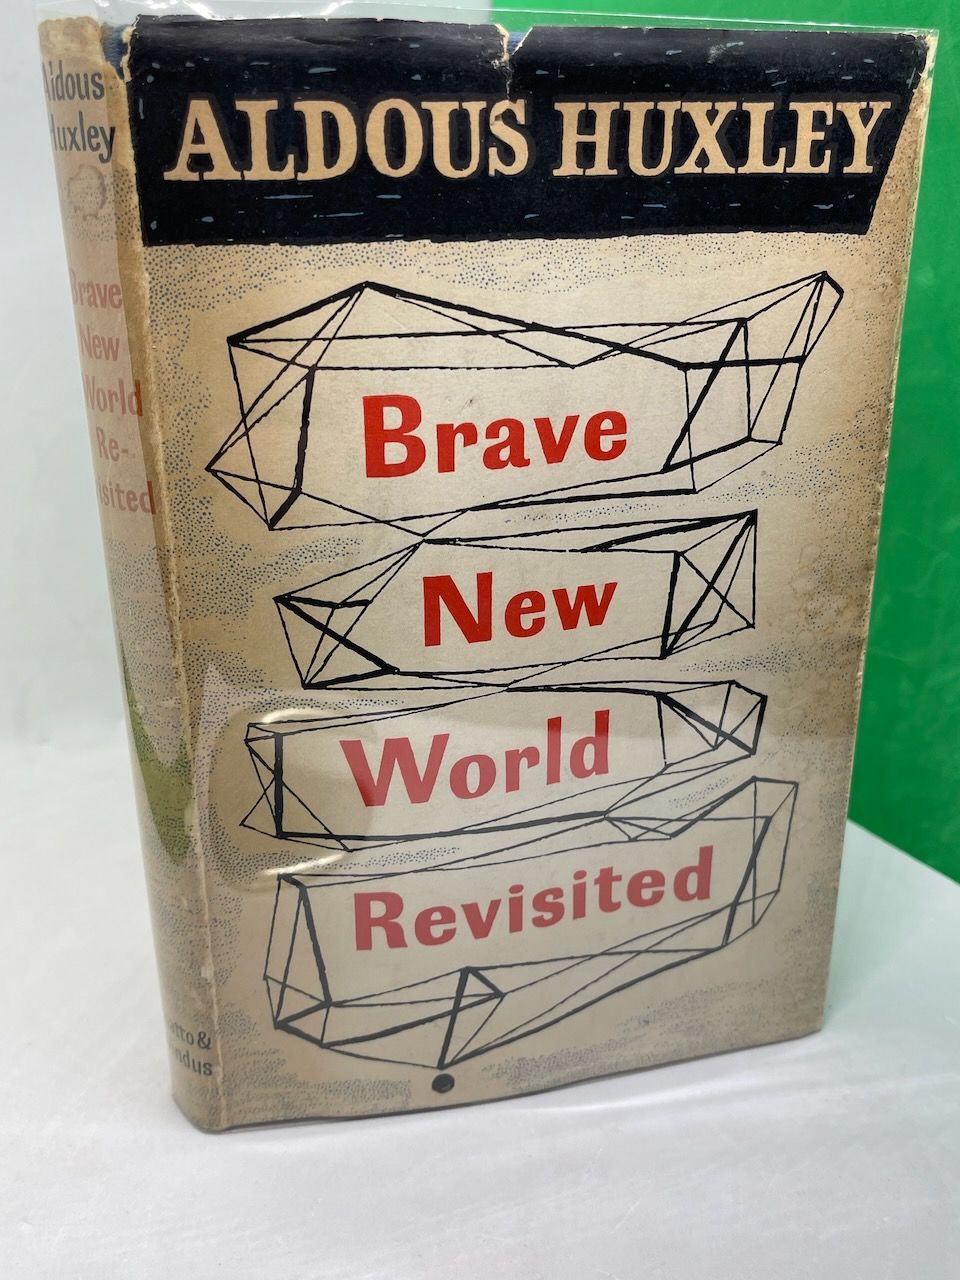 ALDOUS HUXLEY
Brave
New
World
Revisited
Aldous
Huxley
Brave
New
World
Re-
visited
&